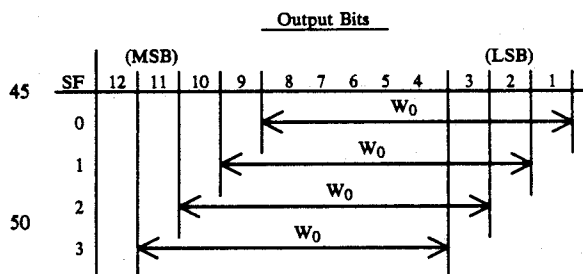 Output Bits
(MSB) (LSB)
45 SF 12 11 10 9 8 7 6 5 4 3 2 1
0 W0
1 W0
50 2 W0
3 W0